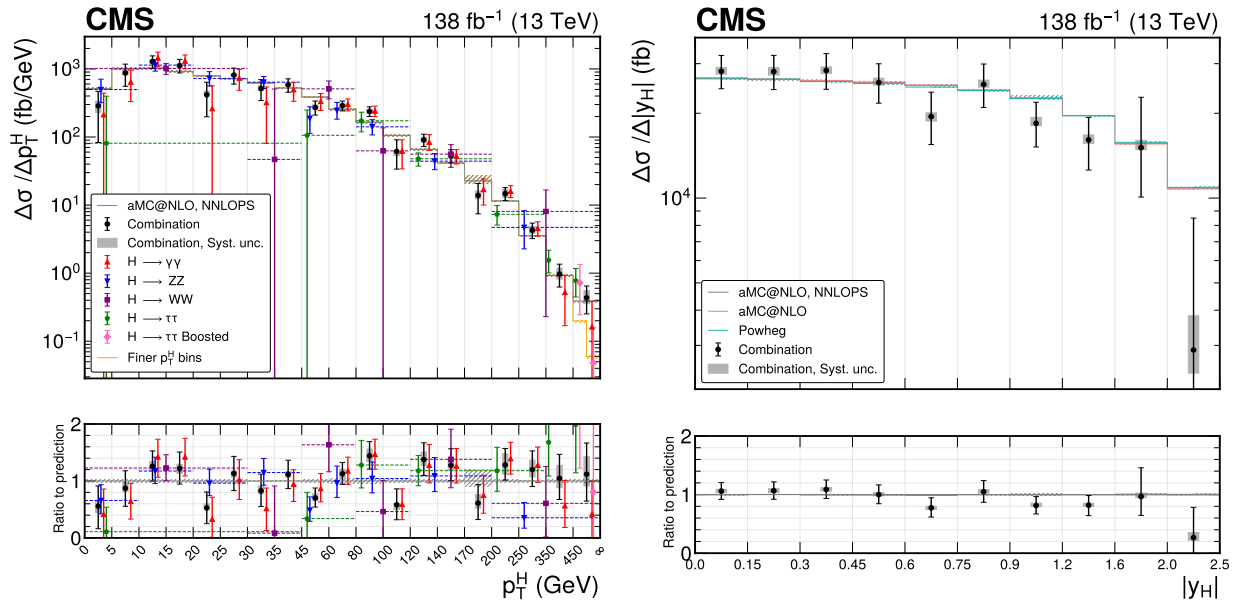 CMS 138 fb⁻¹ (13 TeV)
Δσ/Δp_T^H (fb/GeV)
10³
10²
10¹
10⁰
10⁻¹
aMC@NLO, NNLOPS
Combination
Combination, Syst. unc.
H → γγ
H → ZZ
H → WW
H → ττ
H → ττ Boosted
Finer p_T^H bins
Ratio to prediction
2
1
0
0 5 10 15 20 25 30 35 45 60 80 100 120 140 170 200 250 350 450 ∞
p_T^H (GeV)
CMS 138 fb⁻¹ (13 TeV)
Δσ/Δ|y_H| (fb)
10⁴
aMC@NLO, NNLOPS
aMC@NLO
Powheg
Combination
Combination, Syst. unc.
Ratio to prediction
2
1
0
0.0 0.15 0.3 0.45 0.6 0.75 0.9 1.2 1.6 2.0 2.5
|y_H|